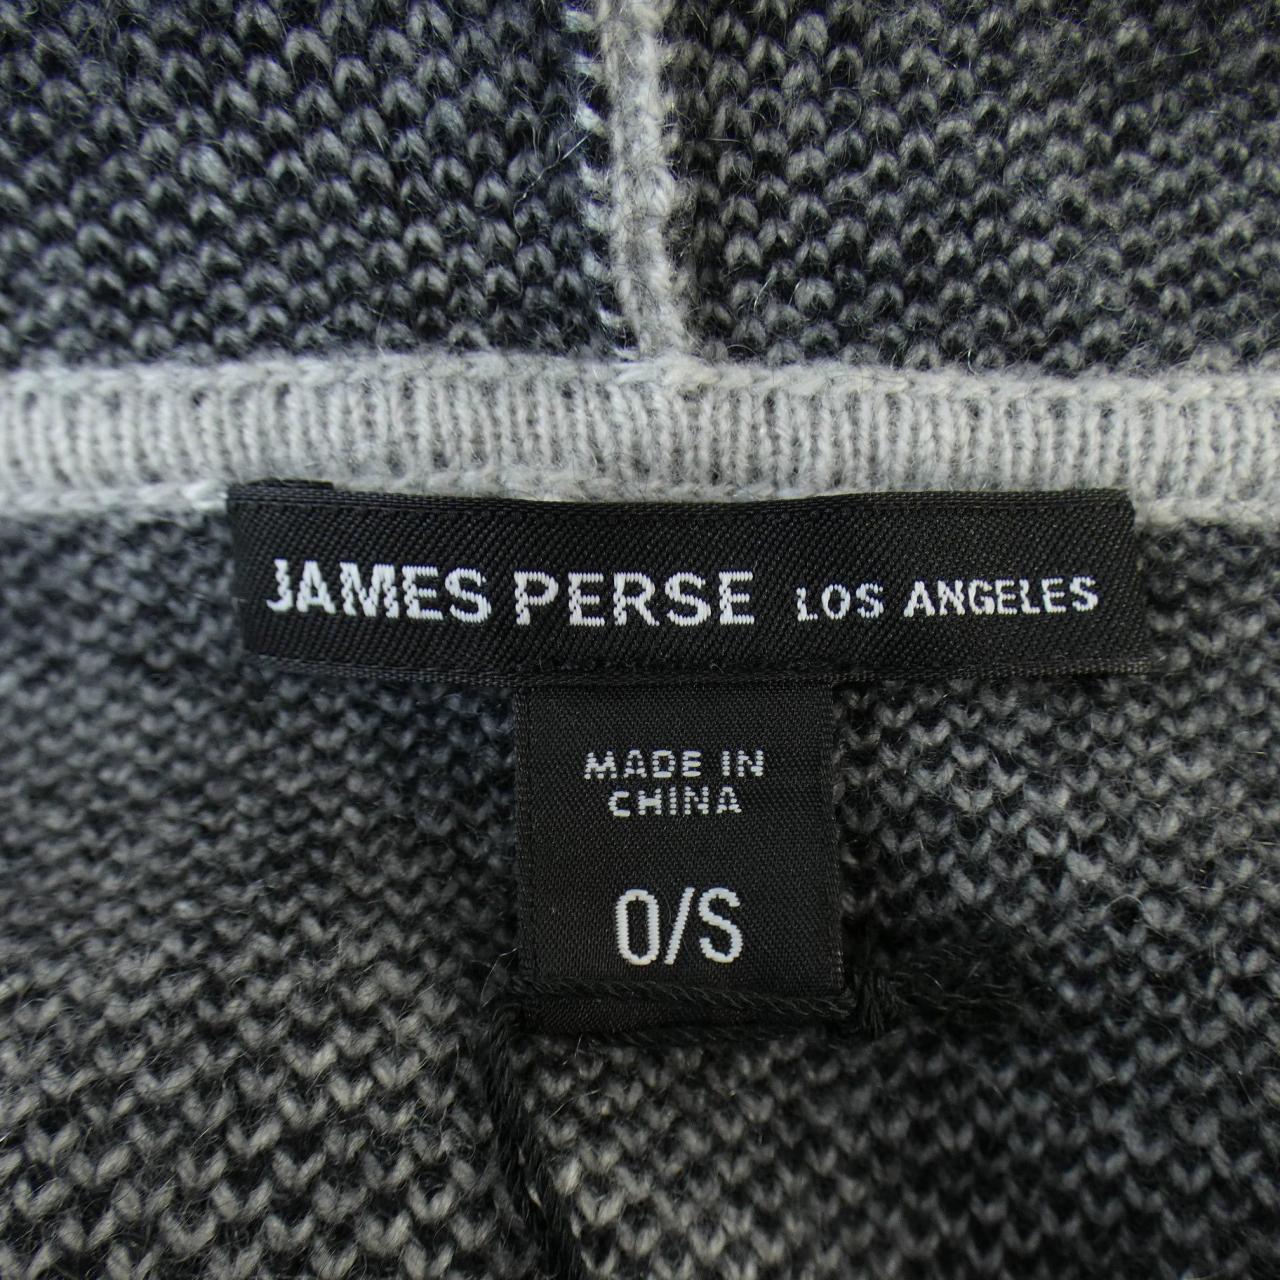 JAMES PERSE LOS ANGELES
MADE IN
CHINA
O/S